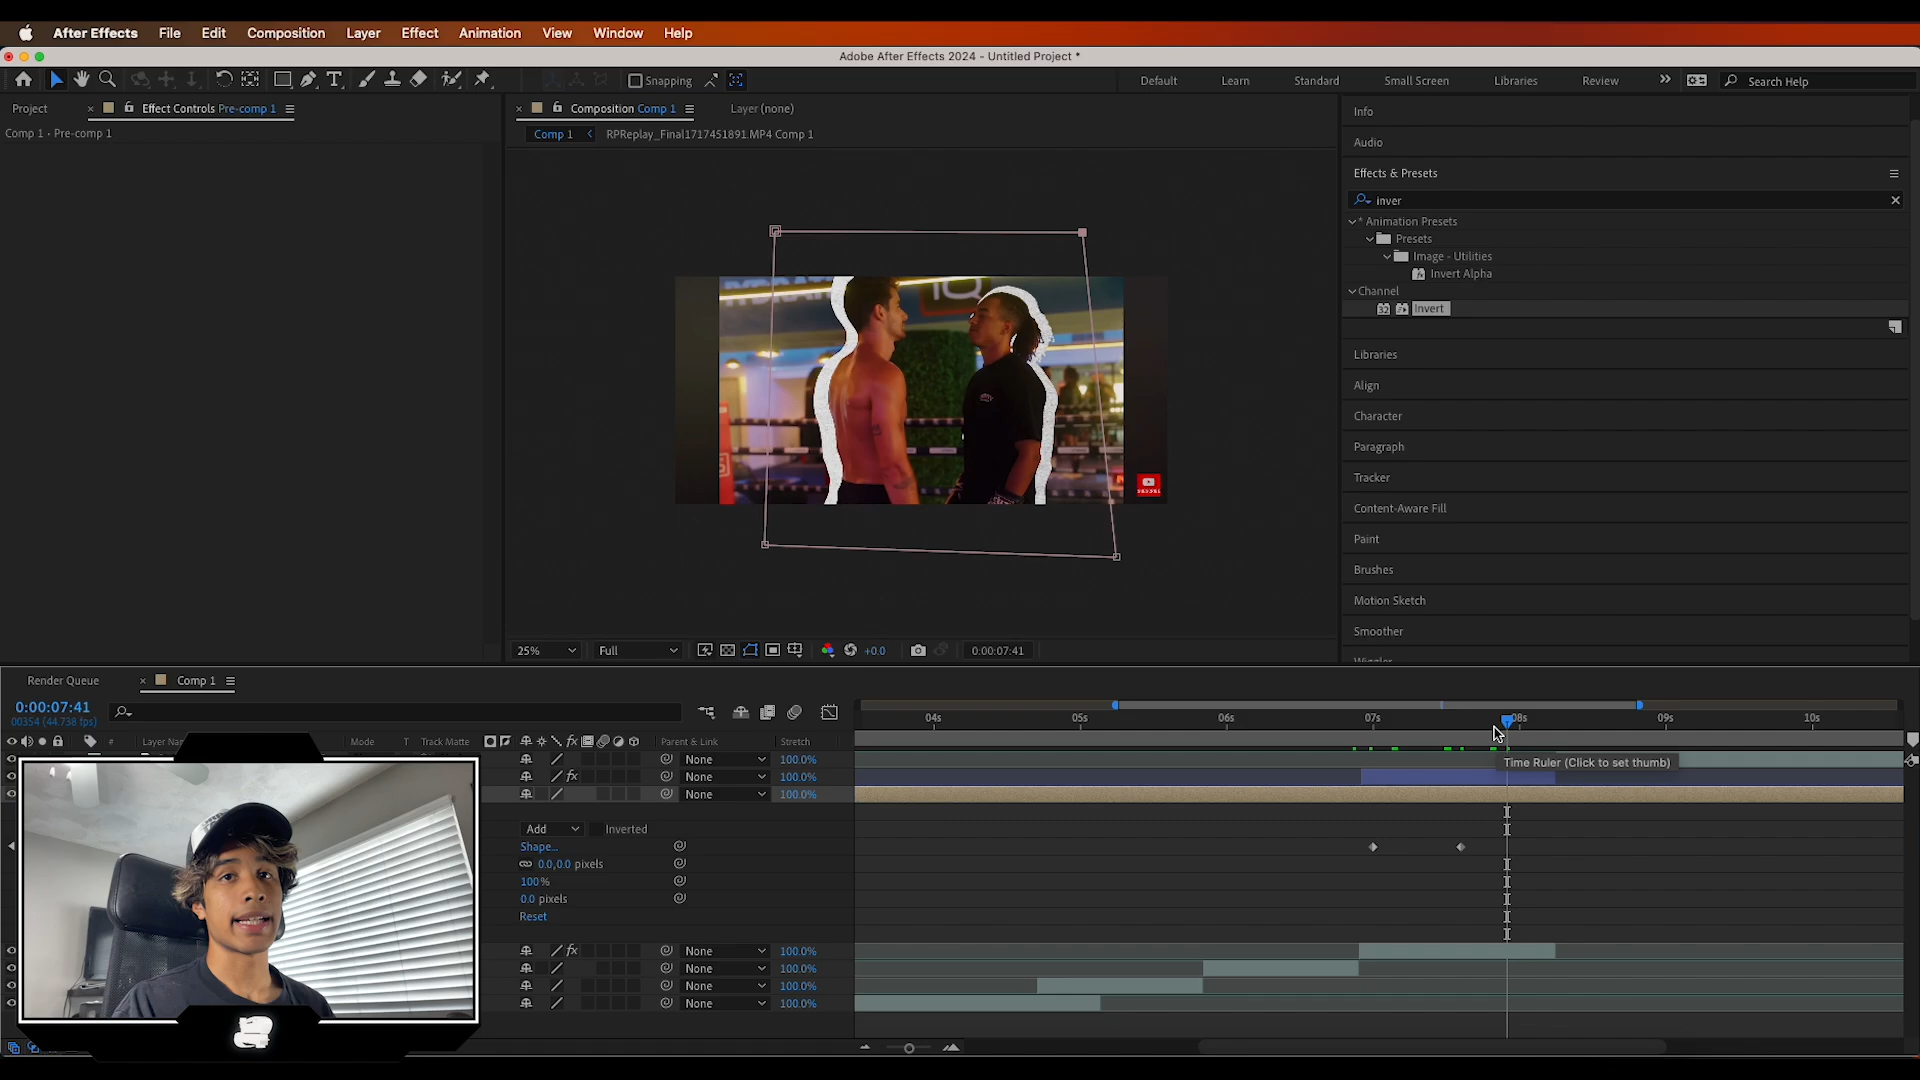 After Effects File Edit Composition Layer Effect Animation View Window Help
Adobe After Effects 2024 - Untitled Project *
Snapping Default Learn Standard Small Screen Libraries Review Search Help
Project Effect Controls Pre-comp 1
Comp 1 • Pre-comp 1
Composition Comp 1 Layer (none)
Comp 1 RPReplay_Final1717451891.MP4 Comp 1
Info
Audio
Effects & Presets
inver
* Animation Presets
Presets
Image - Utilities
Invert Alpha
Channel
32 Invert
Libraries
Align
Character
Paragraph
Tracker
Content-Aware Fill
Paint
Brushes
Motion Sketch
Smoother
Wiggler
IQ
25% Full +0.0 0:00:07:41
Render Queue Comp 1
0:00:07:41
00354 (44.738 fps)
04s 05s 06s 07s 08s 09s 10s
# Mode T Track Matte Parent & Link Stretch
None 100.0%
None 100.0%
None 100.0%
Time Ruler (Click to set thumb)
Add Inverted
Shape...
0.0,0.0 pixels
100%
0.0 pixels
Reset
None 100.0%
None 100.0%
None 100.0%
None 100.0%